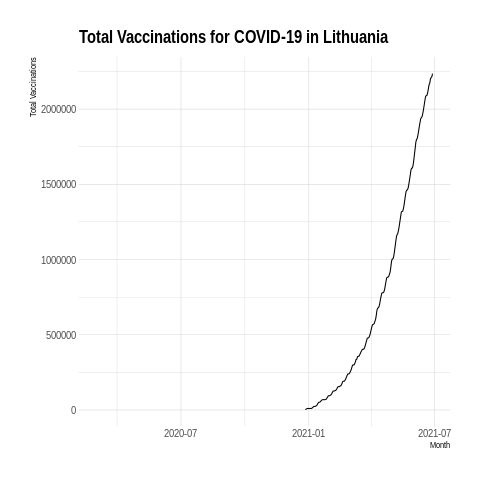 Total Vaccinations for COVID-19 in Lithuania
Total Vaccinations
2000000
1500000
1000000
500000
0
2020-07
2021-01
2021-07
Month